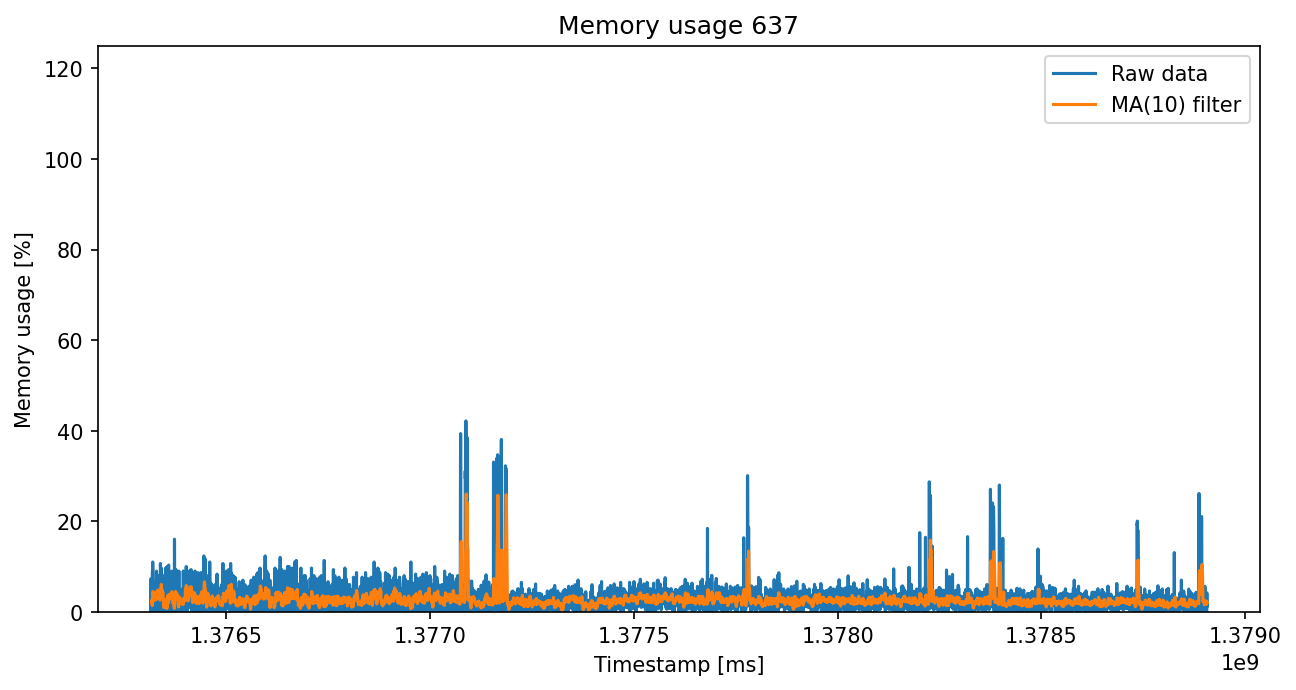 Memory usage 637
Raw data
MA(10) filter
Memory usage [%]
120
100
80
60
40
20
0
1.3765 1.3770 1.3775 1.3780 1.3785 1.3790
1e9
Timestamp [ms]